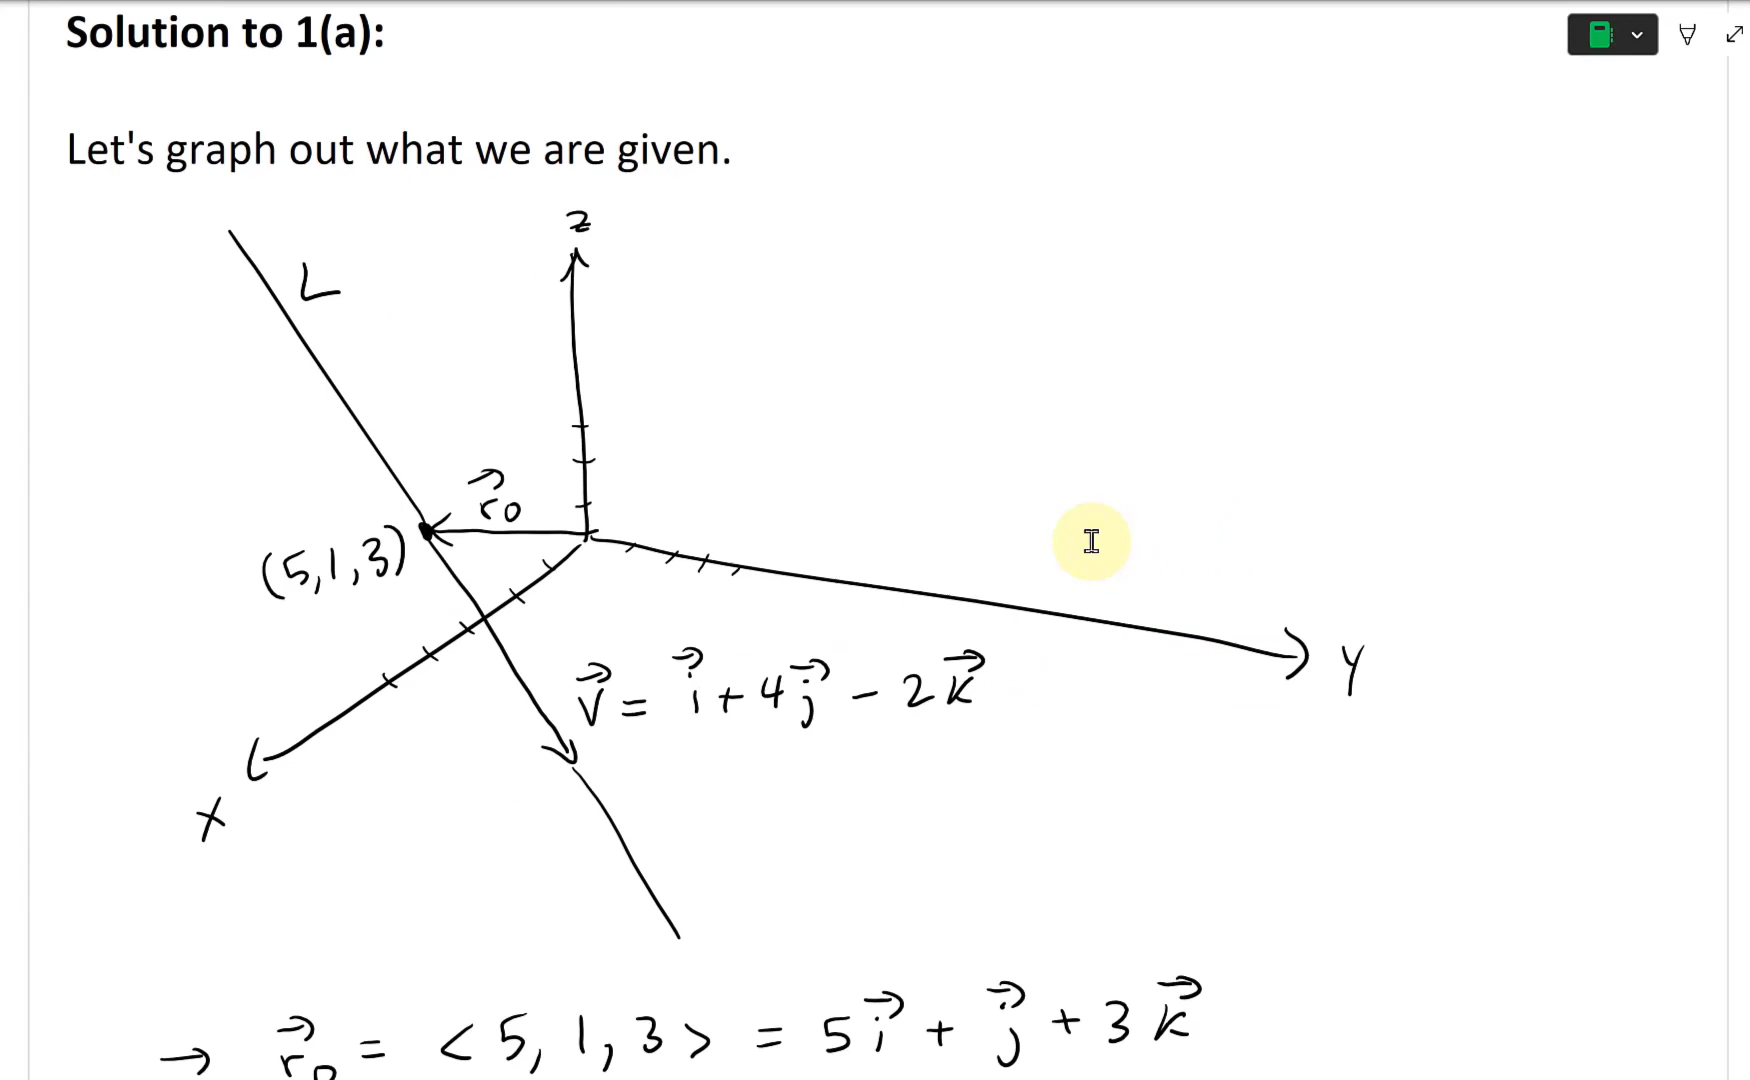 Solution to 1(a):
Let's graph out what we are given.
z
L
r⃗₀
(5,1,3)
v⃗ = i⃗ + 4j⃗ - 2k⃗
y
x
→ r⃗₀ = <5, 1, 3> = 5i⃗ + j⃗ + 3k⃗